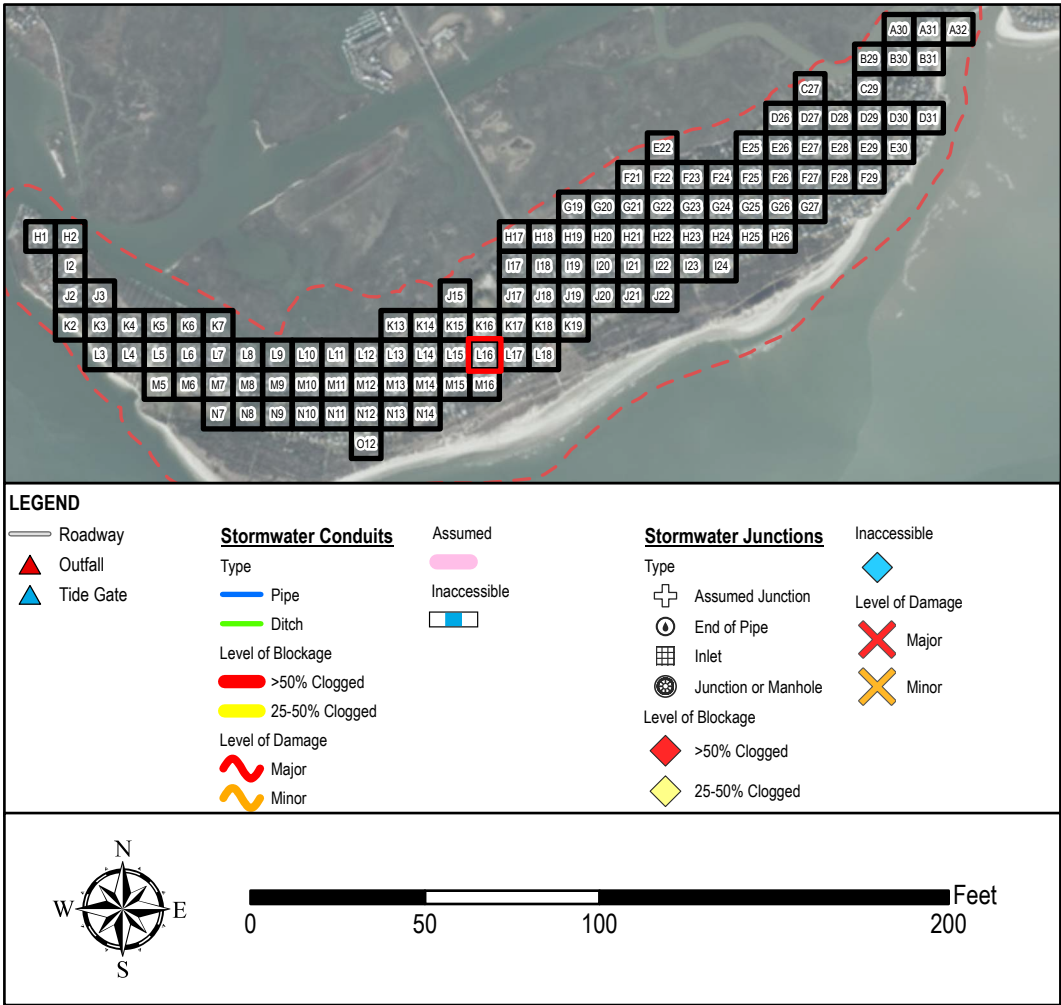 A30 A31 A32
B29 B30 B31
C27 C29
D26 D27 D28 D29 D30 D31
E22 E25 E26 E27 E28 E29 E30
F21 F22 F23 F24 F25 F26 F27 F28 F29
G19 G20 G21 G22 G23 G24 G25 G26 G27
H1 H2 H17 H18 H19 H20 H21 H22 H23 H24 H25 H26
I2 I17 I18 I19 I20 I21 I22 I23 I24
J2 J3 J15 J17 J18 J19 J20 J21 J22
K2 K3 K4 K5 K6 K7 K13 K14 K15 K16 K17 K18 K19
L3 L4 L5 L6 L7 L8 L9 L10 L11 L12 L13 L14 L15 L16 L17 L18
M5 M6 M7 M8 M9 M10 M11 M12 M13 M14 M15 M16
N7 N8 N9 N10 N11 N12 N13 N14
O12
LEGEND
Roadway
Outfall
Tide Gate
Stormwater Conduits
Type
Pipe
Ditch
Level of Blockage
>50% Clogged
25-50% Clogged
Level of Damage
Major
Minor
Assumed
Inaccessible
Stormwater Junctions
Type
Assumed Junction
End of Pipe
Inlet
Junction or Manhole
Level of Blockage
>50% Clogged
25-50% Clogged
Inaccessible
Level of Damage
Major
Minor
N
W E
S
Feet
0 50 100 200